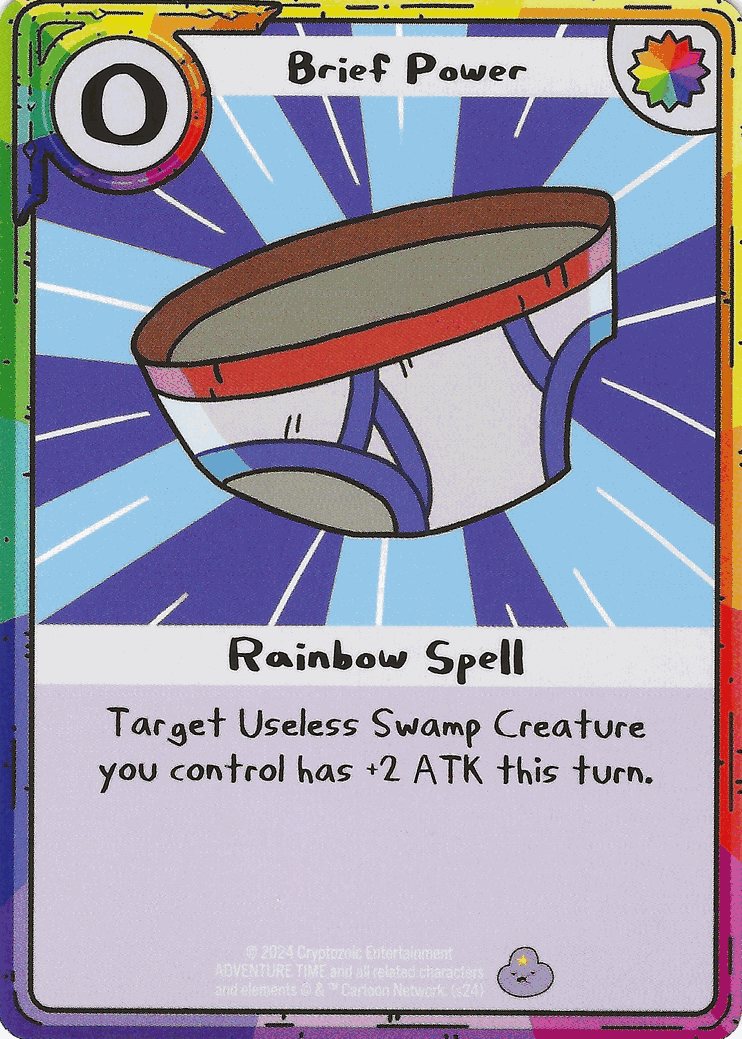 0
Brief Power
Rainbow Spell
Target Useless Swamp Creature
you control has +2 ATK this turn.
© 2024 Cryptozoic Entertainment
ADVENTURE TIME and all related characters
and elements © & ™ Cartoon Network. (s24)